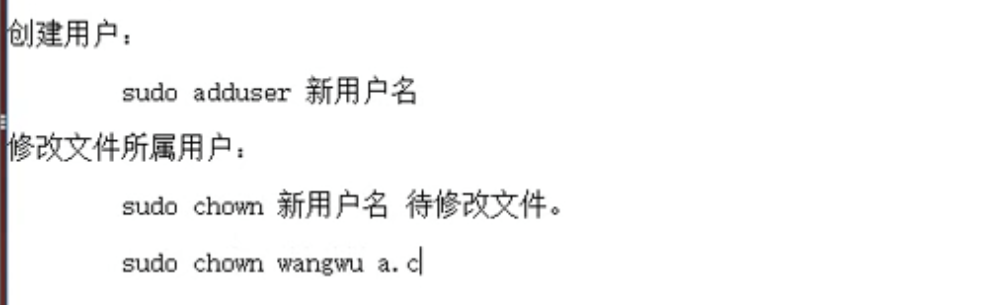 创建用户：
sudo adduser 新用户名
修改文件所属用户：
sudo chown 新用户名 待修改文件。
sudo chown wangwu a.c